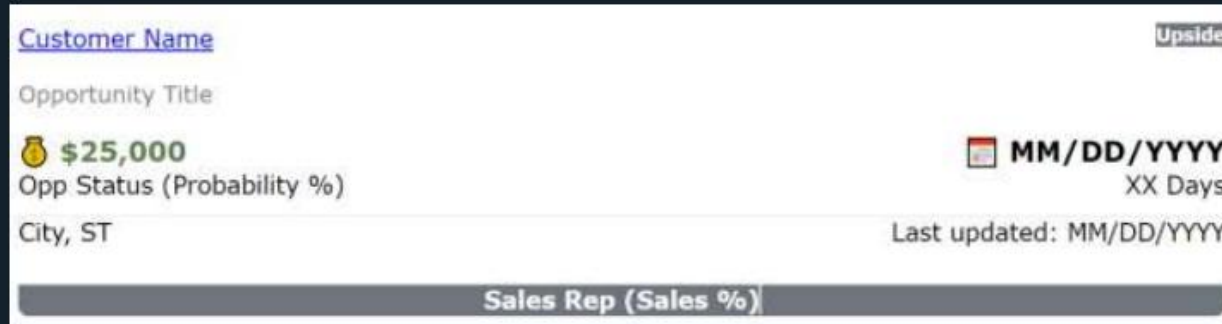 Customer Name Upside
Opportunity Title
$25,000 MM/DD/YYYY
Opp Status (Probability %) XX Days
City, ST Last updated: MM/DD/YYYY
Sales Rep (Sales %)